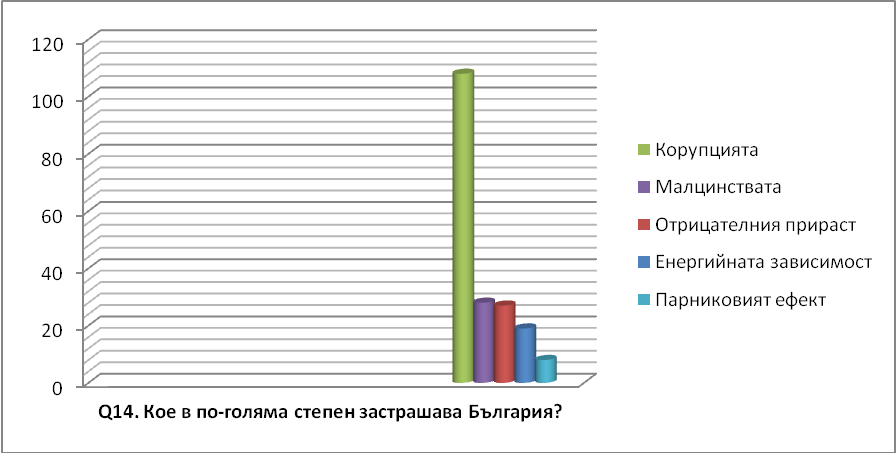 120
100
80
60
40
20
0
Q14. Кое в по-голяма степен застрашава България?
Корупцията
Малцинствата
Отрицателния прираст
Енергийната зависимост
Парниковият ефект